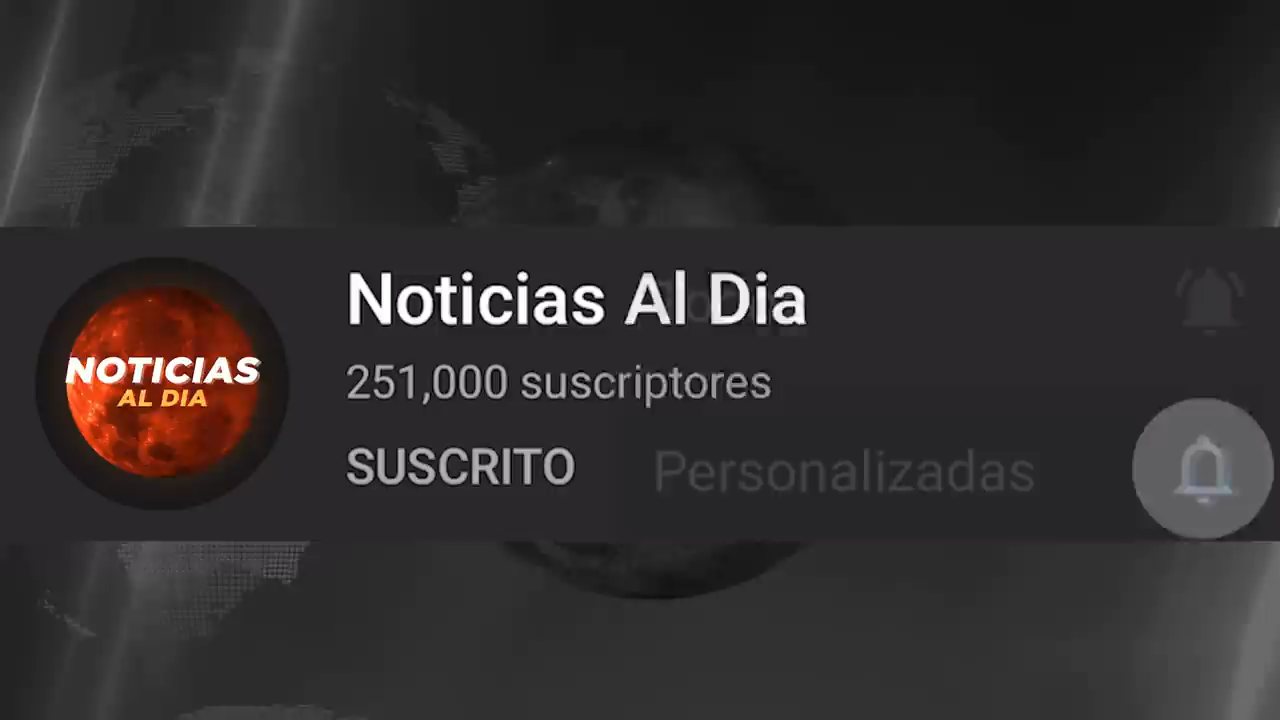 Noticias Al Dia
251,000 suscriptores
SUSCRITO
Personalizadas
NOTICIAS
AL DIA